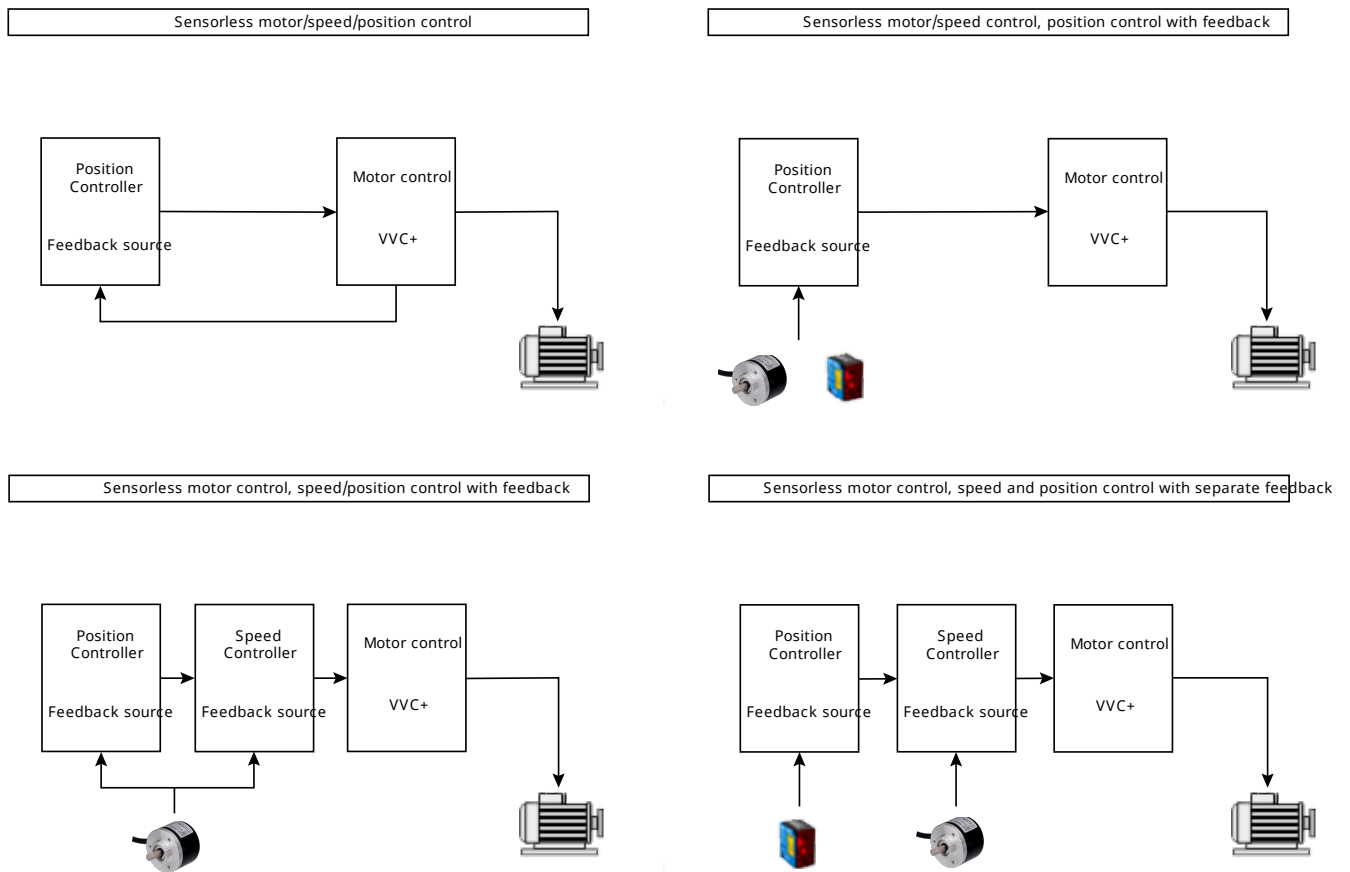 Sensorless motor/speed/position control
Position
Controller
Feedback source
Motor control
VVC+
Sensorless motor/speed control, position control with feedback
Position
Controller
Feedback source
Motor control
VVC+
Sensorless motor control, speed/position control with feedback
Position
Controller
Feedback source
Speed
Controller
Feedback source
Motor control
VVC+
Sensorless motor control, speed and position control with separate feedback
Position
Controller
Feedback source
Speed
Controller
Feedback source
Motor control
VVC+